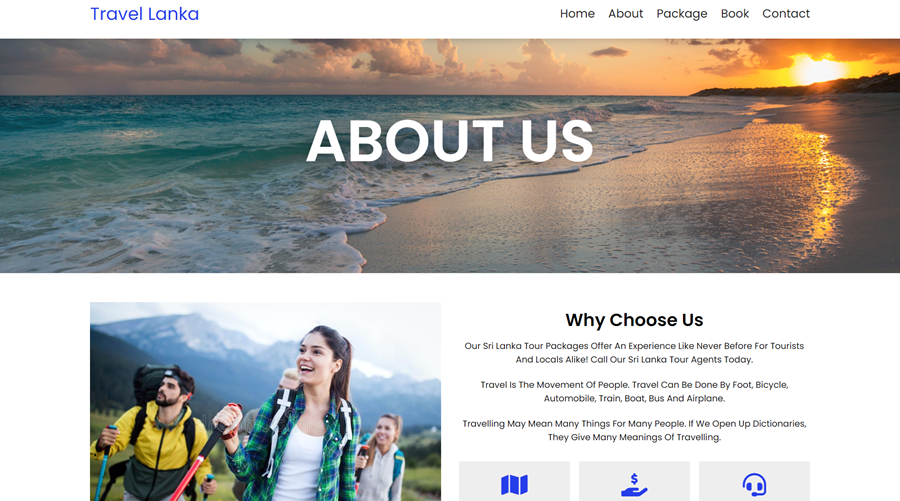 Travel Lanka
Home About Package Book Contact
ABOUT US
Why Choose Us
Our Sri Lanka Tour Packages Offer An Experience Like Never Before For Tourists
And Locals Alike! Call Our Sri Lanka Tour Agents Today.
Travel Is The Movement Of People. Travel Can Be Done By Foot, Bicycle,
Automobile, Train, Boat, Bus And Airplane.
Travelling May Mean Many Things For Many People. If We Open Up Dictionaries,
They Give Many Meanings Of Travelling.